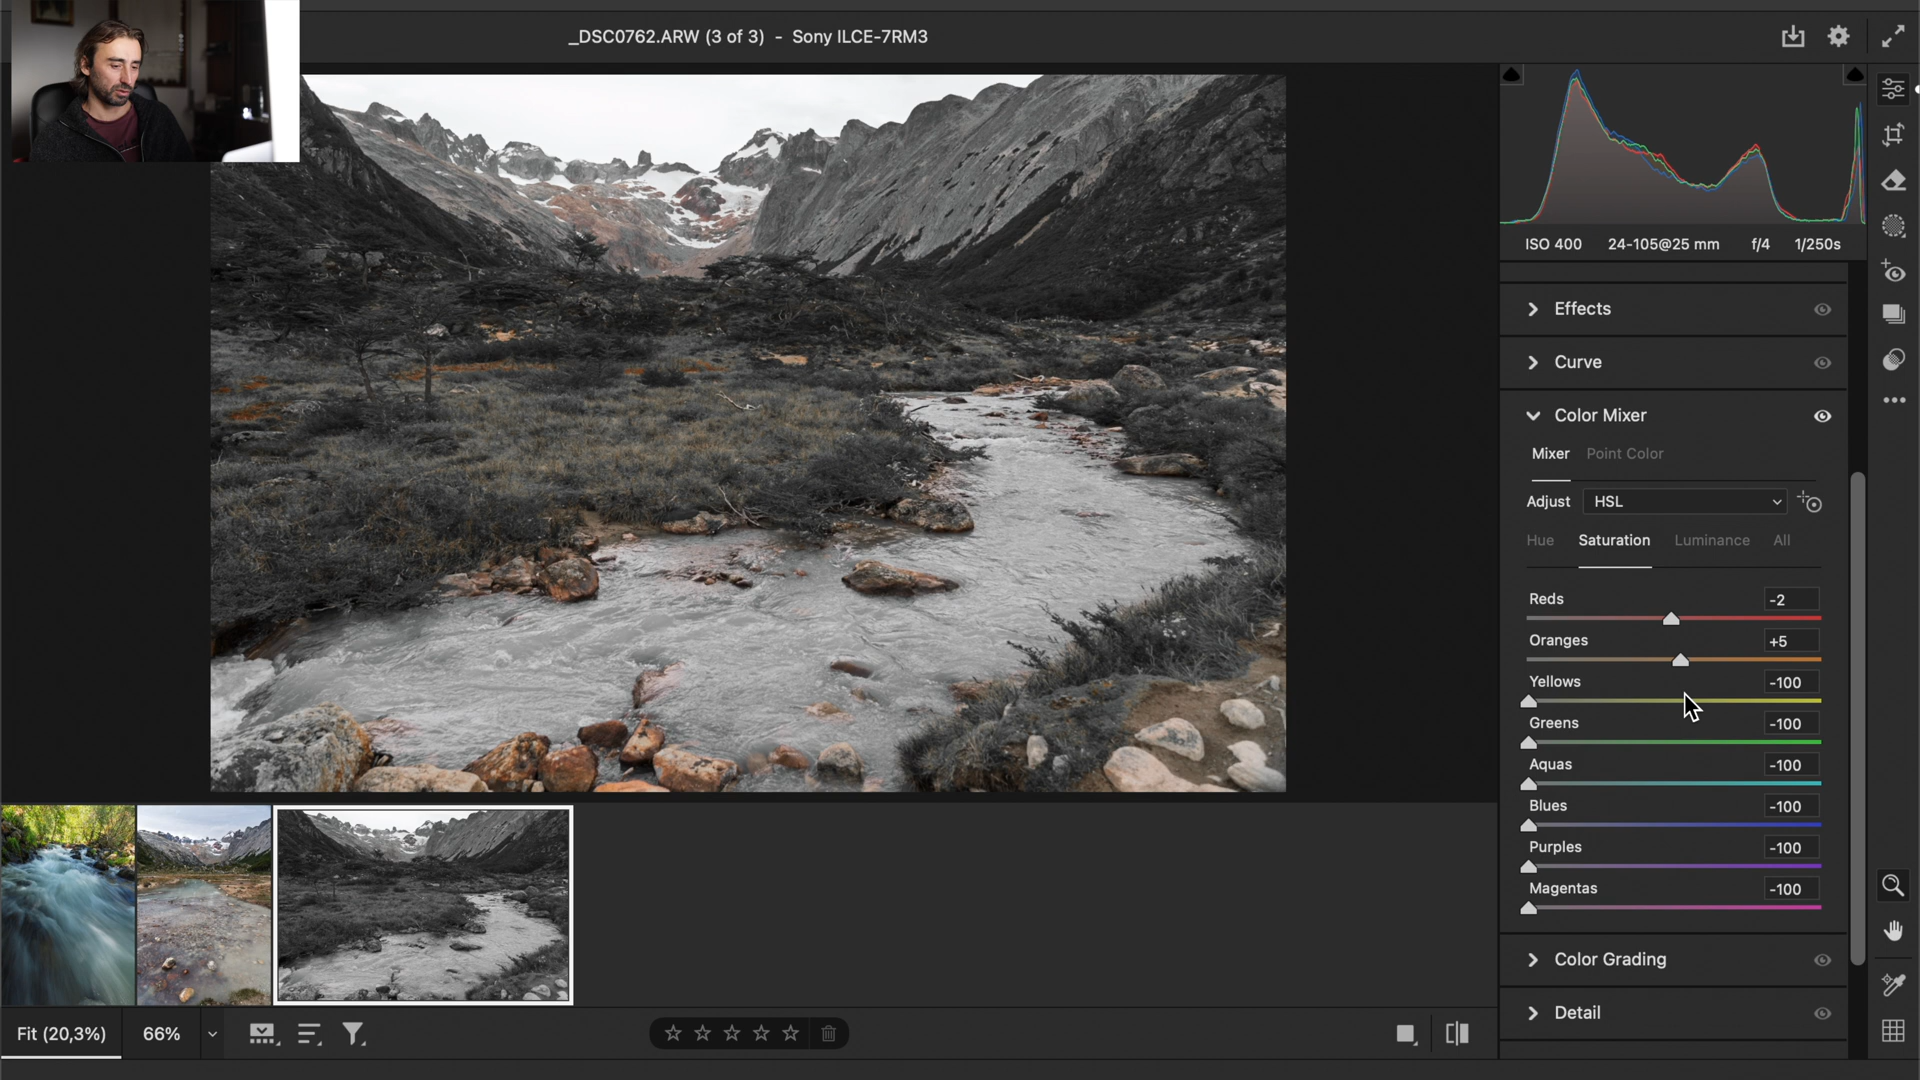 _DSC0762.ARW (3 of 3) - Sony ILCE-7RM3
ISO 400 24-105@25 mm f/4 1/250s
Effects
Curve
Color Mixer
Mixer Point Color
Adjust HSL
Hue Saturation Luminance All
Reds -2
Oranges +5
Yellows -100
Greens -100
Aquas -100
Blues -100
Purples -100
Magentas -100
Color Grading
Detail
Fit (20,3%) 66%